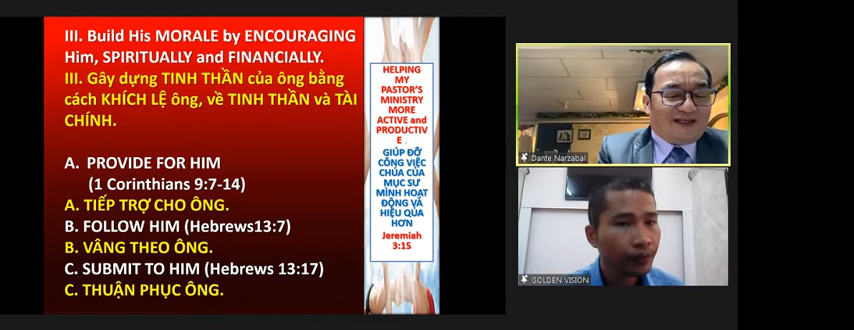 III. Build His MORALE by ENCOURAGING
Him, SPIRITUALLY and FINANCIALLY.
III. Gây dựng TINH THẦN của ông bằng
cách KHÍCH LỆ ông, về TINH THẦN và TÀI
CHÍNH.
A. PROVIDE FOR HIM
(1 Corinthians 9:7-14)
A. TIẾP TRỢ CHO ÔNG.
B. FOLLOW HIM (Hebrews13:7)
B. VÂNG THEO ÔNG.
C. SUBMIT TO HIM (Hebrews 13:17)
C. THUẬN PHỤC ÔNG.
HELPING
MY
PASTOR'S
MINISTRY
MORE
ACTIVE and
PRODUCTIV
E
GIÚP ĐỠ
CÔNG VIỆC
CHÚA CỦA
MỤC SƯ
MÌNH HOẠT
ĐỘNG VÀ
HIỆU QUẢ
HƠN
Jeremiah
3:15
Dante Narzabal
GOLDEN VISION